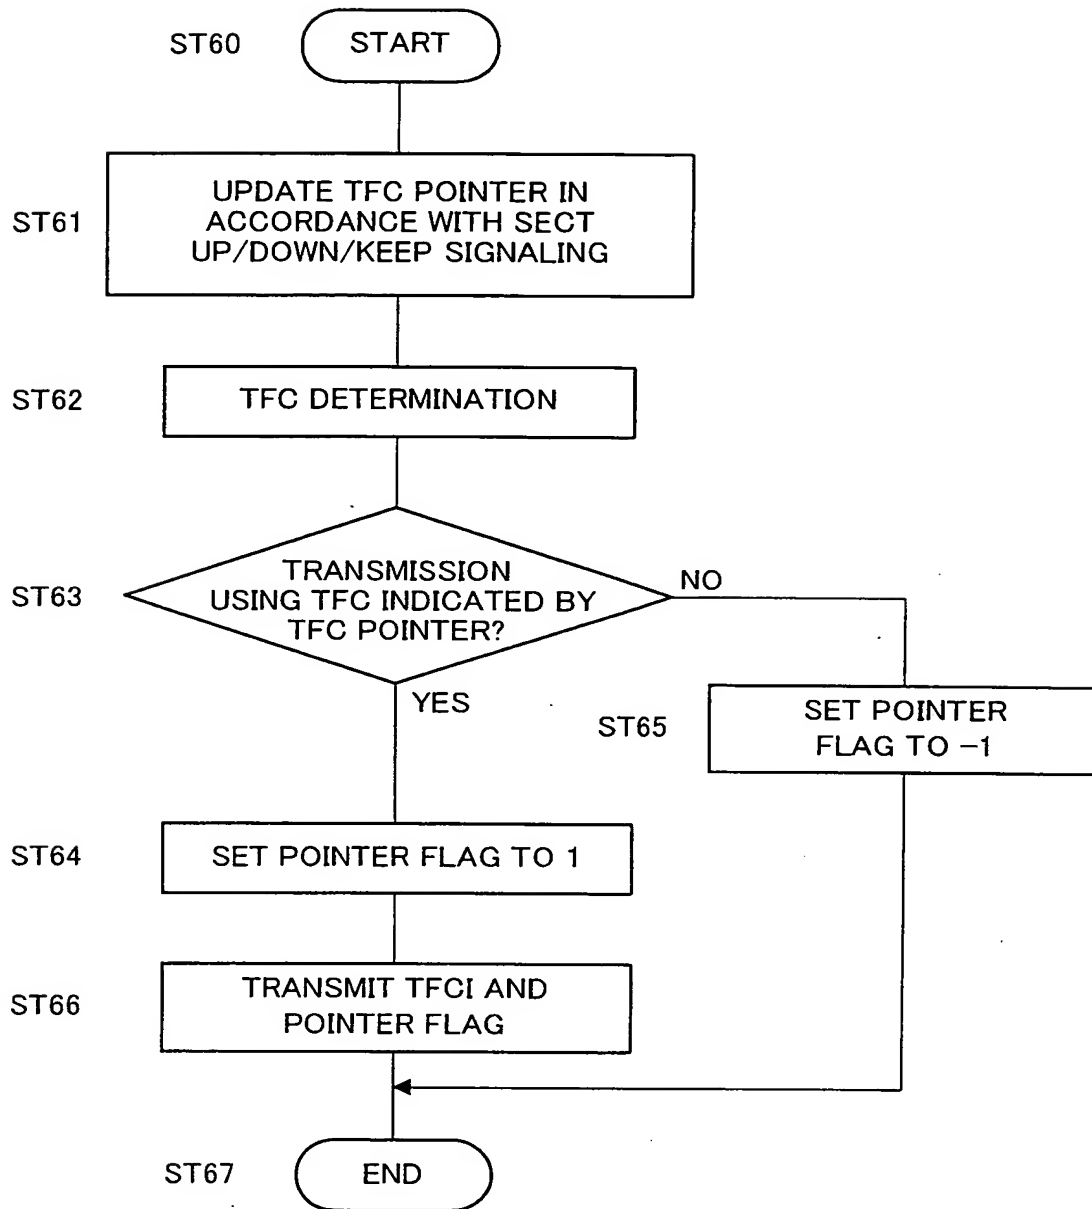 ST60
START
ST61
UPDATE TFC POINTER IN
ACCORDANCE WITH SECT
UP/DOWN/KEEP SIGNALING
ST62
TFC DETERMINATION
ST63
TRANSMISSION
USING TFC INDICATED BY
TFC POINTER?
NO
YES
ST65
SET POINTER
FLAG TO −1
ST64
SET POINTER FLAG TO 1
ST66
TRANSMIT TFCI AND
POINTER FLAG
ST67
END